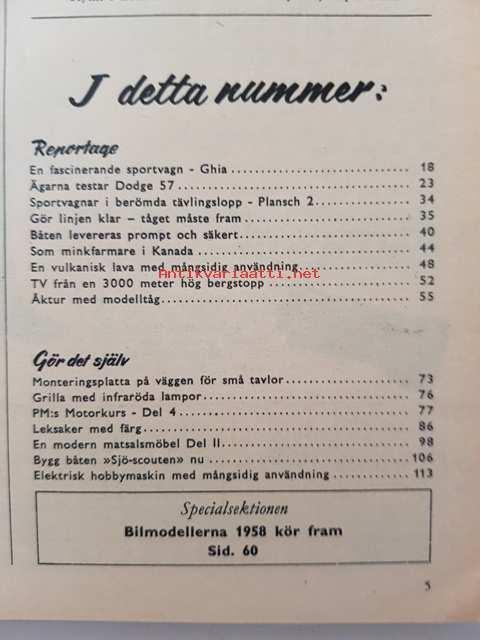 I detta nummer:
Reportage
En fascinerande sportvagn - Ghia 18
Ägarna testar Dodge 57 23
Sportvagnar i berömda tävlingslopp - Plansch 2 34
Gör linjen klar – tåget måste fram 35
Båten levereras prompt och säkert 40
Som minkfarmare i Kanada 44
En vulkanisk lava med mångsidig användning 48
Antikvariaatti.net
TV från en 3000 meter hög bergstopp 52
Åktur med modelltåg 55
Gör det själv
Monteringsplatta på väggen för små tavlor 73
Grilla med infraröda lampor 76
PM:s Motorkurs - Del 4 77
Leksaker med färg 86
En modern matsalsmöbel Del II 98
Bygg båten »Sjö-scouten» nu 106
Elektrisk hobbymaskin med mångsidig användning 113
Specialsektionen
Bilmodellerna 1958 kör fram
Sid. 60
5